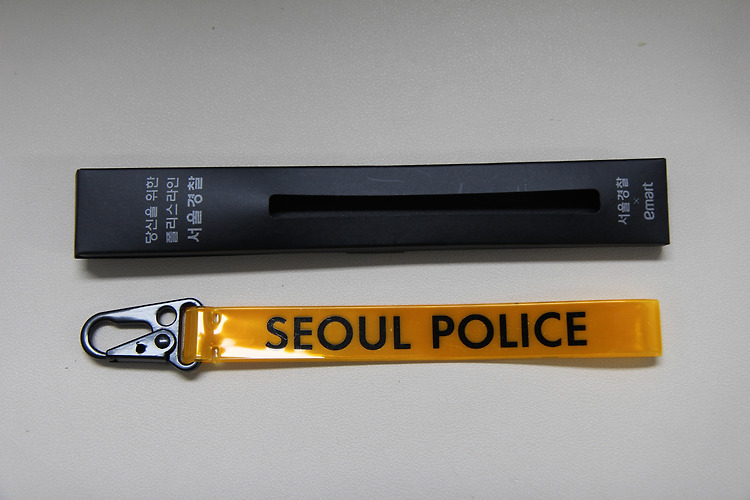 당신을 위한
폴리스라인
서울경찰
서울경찰
×
emart
SEOUL POLICE